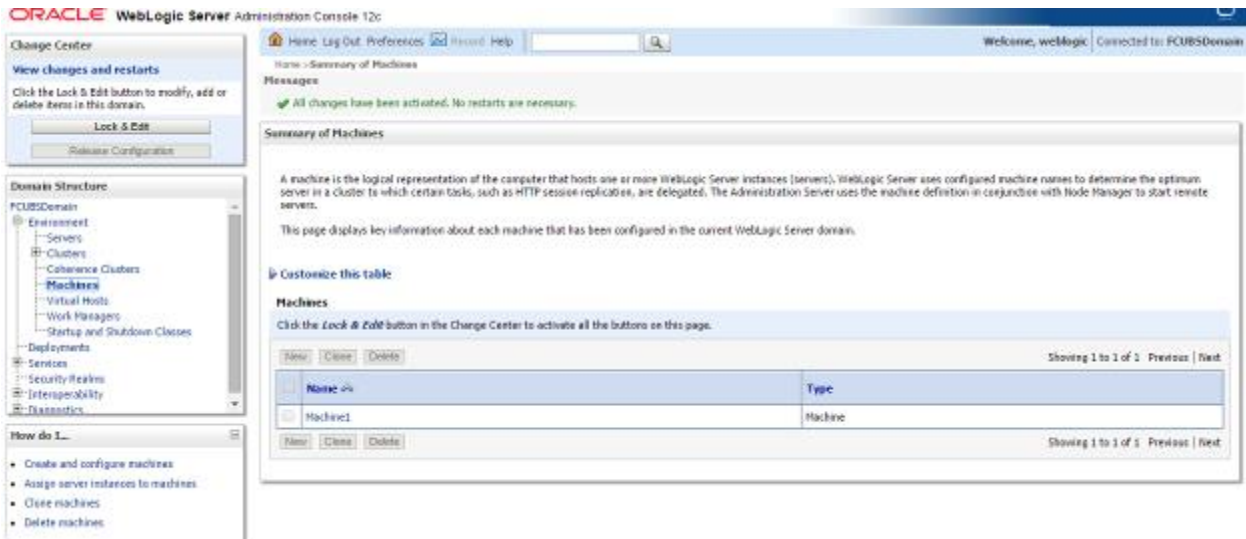 ORACLE WebLogic Server Administration Console 12c
Change Center
View changes and restarts
Click the Lock & Edit button to modify, add or
delete items in this domain.
Lock & Edit
Release Configuration
Domain Structure
FCUBSDomain
Environment
Servers
Clusters
Coherence Clusters
Machines
Virtual Hosts
Work Managers
Startup and Shutdown Classes
Deployments
Services
Security Realms
Interoperability
Diagnostics
How do I...
Create and configure machines
Assign server instances to machines
Clone machines
Delete machines
Home Log Out Preferences Record Help
Welcome, weblogic Connected to: FCUBSDomain
Home >Summary of Machines
Messages
All changes have been activated. No restarts are necessary.
Summary of Machines
A machine is the logical representation of the computer that hosts one or more WebLogic Server instances (servers). WebLogic Server uses configured machine names to determine the optimum
server in a cluster to which certain tasks, such as HTTP session replication, are delegated. The Administration Server uses the machine definition in conjunction with Node Manager to start remote
servers.
This page displays key information about each machine that has been configured in the current WebLogic Server domain.
Customize this table
Machines
Click the Lock & Edit button in the Change Center to activate all the buttons on this page.
New Clone Delete
Showing 1 to 1 of 1 Previous | Next
Name Type
Machine1 Machine
New Clone Delete
Showing 1 to 1 of 1 Previous | Next